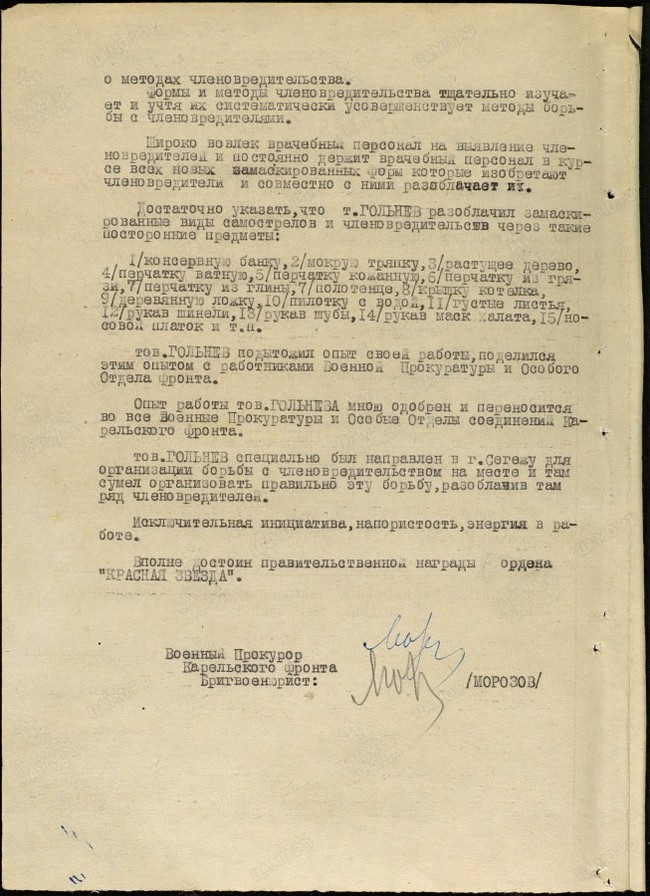 о методах членовредительства.
Формы и методы членовредительства тщательно изуча-
ет и учтя их систематически усовершенствует методы борь-
бы с членовредителями.
Широко вовлек врачебный персонал на выявление чле-
новредителей и постоянно держит врачебный персонал в кур-
се всех новых замаскированных форм которые изобретают
членовредители и совместно с ними разоблачает их.
Достаточно указать,что т.ГОЛЬНЕВ разоблачил замаски-
рованные виды самострелов и членовредительств через такие
посторонние предметы:
1/консервную банку,2/мокрую тряпку,3/растущее дерево,
4/перчатку ватную,5/перчатку кожанную,6/перчатку из гря-
зи,7/перчатку из глины,7/полотенце,8/крышку котелка,
9/деревянную ложку,10/пилотку с водой,11/густые листья,
12/рукав шинели,13/рукав шубы,14/рукав маск халата,15/но-
совой платок и т.п.
тов.ГОЛЬНЕВ подытожил опыт своей работы,поделился
этим опытом с работниками Военной Прокуратуры и Особого
Отдела фронта.
Опыт работы тов.ГОЛЬНЕВА мною одобрен и переносится
во все Военные Прокуратуры и Особые Отделы соединений Ка-
рельского фронта.
тов.ГОЛЬНЕВ специально был направлен в г.Сегежу для
организации борьбы с членовредительством на месте и там
сумел организовать правильно эту борьбу,разоблачив там
ряд членовредителей.
Исключительная инициатива,напористость,энергия в ра-
боте.
Вполне достоин правительственной награды ордена
"КРАСНАЯ ЗВЕЗДА".
Военный Прокурор
Карельского фронта
Бригвоенюрист:
/МОРОЗОВ/